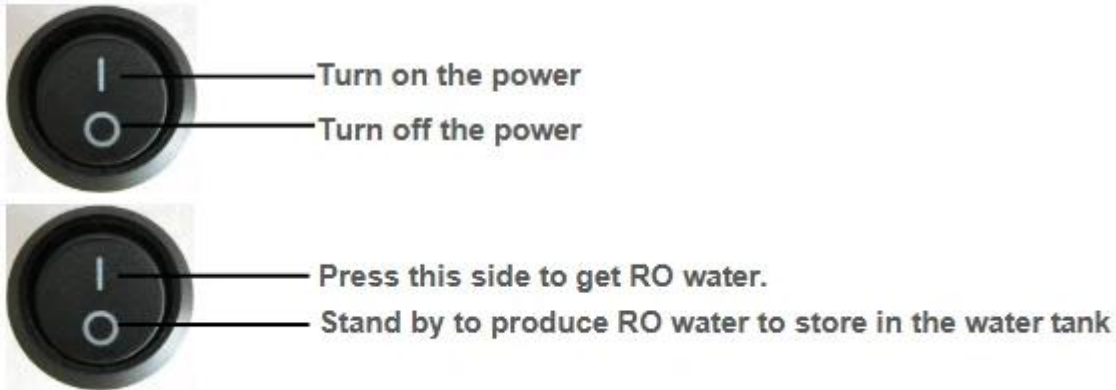 Turn on the power
Turn off the power
Press this side to get RO water.
Stand by to produce RO water to store in the water tank